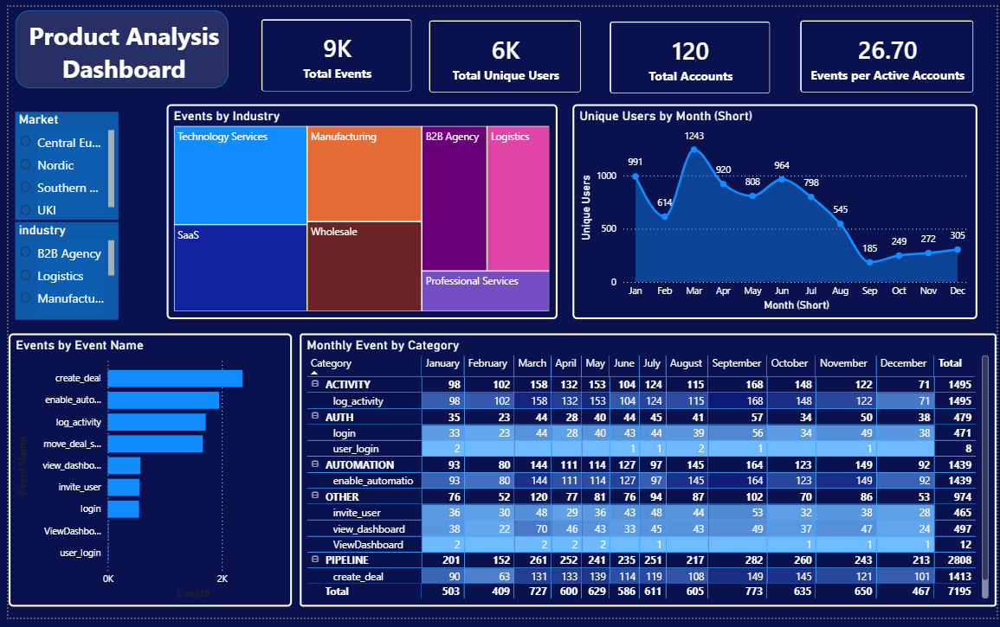 Product Analysis
Dashboard
9K
Total Events
6K
Total Unique Users
120
Total Accounts
26.70
Events per Active Accounts
Market
Central Eu...
Nordic
Southern ...
UKI
industry
B2B Agency
Logistics
Manufactu...
Events by Industry
Technology Services
SaaS
Manufacturing
Wholesale
B2B Agency
Logistics
Professional Services
Unique Users by Month (Short)
Unique Users
1000
500
0
991
614
1243
920
808
964
798
545
185
249
272
305
Jan Feb Mar Apr May Jun Jul Aug Sep Oct Nov Dec
Month (Short)
Events by Event Name
Event Name
create_deal
enable_auto...
log_activity
move_deal_s...
view_dashbo...
invite_user
login
ViewDashbo...
user_login
0K 2K
Events
Monthly Event by Category
Category January February March April May June July August September October November December Total
ACTIVITY 98 102 158 132 153 104 124 115 168 148 122 71 1495
log_activity 98 102 158 132 153 104 124 115 168 148 122 71 1495
AUTH 35 23 44 28 40 44 45 41 57 34 50 38 479
login 33 23 44 28 40 43 44 39 56 34 49 38 471
user_login 2 1 1 2 1 1 8
AUTOMATION 93 80 144 111 114 127 97 145 164 123 149 92 1439
enable_automatio 93 80 144 111 114 127 97 145 164 123 149 92 1439
OTHER 76 52 120 77 81 76 94 87 102 70 86 53 974
invite_user 36 30 48 29 36 43 48 44 53 32 38 28 465
view_dashboard 38 22 70 46 43 33 45 43 49 37 47 24 497
ViewDashboard 2 2 2 2 1 1 1 1 12
PIPELINE 201 152 261 252 241 235 251 217 282 260 243 213 2808
create_deal 90 63 131 133 139 114 119 108 149 145 121 101 1413
Total 503 409 727 600 629 586 611 605 773 635 650 467 7195